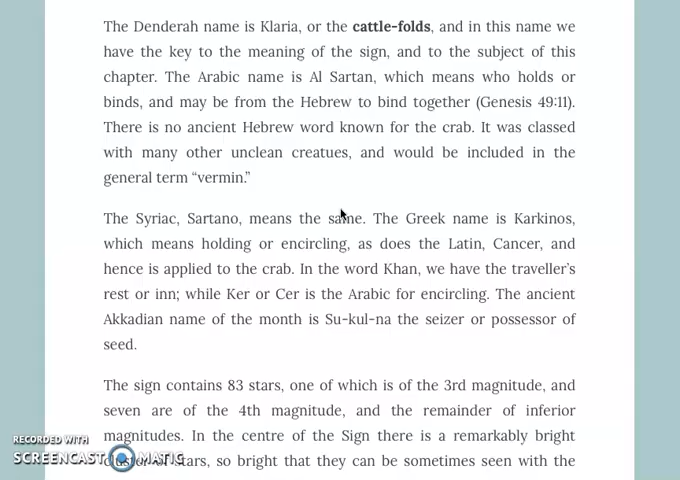 The Denderah name is Klaria, or the cattle-folds, and in this name we
have the key to the meaning of the sign, and to the subject of this
chapter. The Arabic name is Al Sartan, which means who holds or
binds, and may be from the Hebrew to bind together (Genesis 49:11).
There is no ancient Hebrew word known for the crab. It was classed
with many other unclean creatues, and would be included in the
general term “vermin.”
The Syriac, Sartano, means the same. The Greek name is Karkinos,
which means holding or encircling, as does the Latin, Cancer, and
hence is applied to the crab. In the word Khan, we have the traveller's
rest or inn; while Ker or Cer is the Arabic for encircling. The ancient
Akkadian name of the month is Su-kul-na the seizer or possessor of
seed.
The sign contains 83 stars, one of which is of the 3rd magnitude, and
seven are of the 4th magnitude, and the remainder of inferior
magnitudes. In the centre of the Sign there is a remarkably bright
cluster of stars, so bright that they can be sometimes seen with the
RECORDED WITH
SCREENCAST MATIC